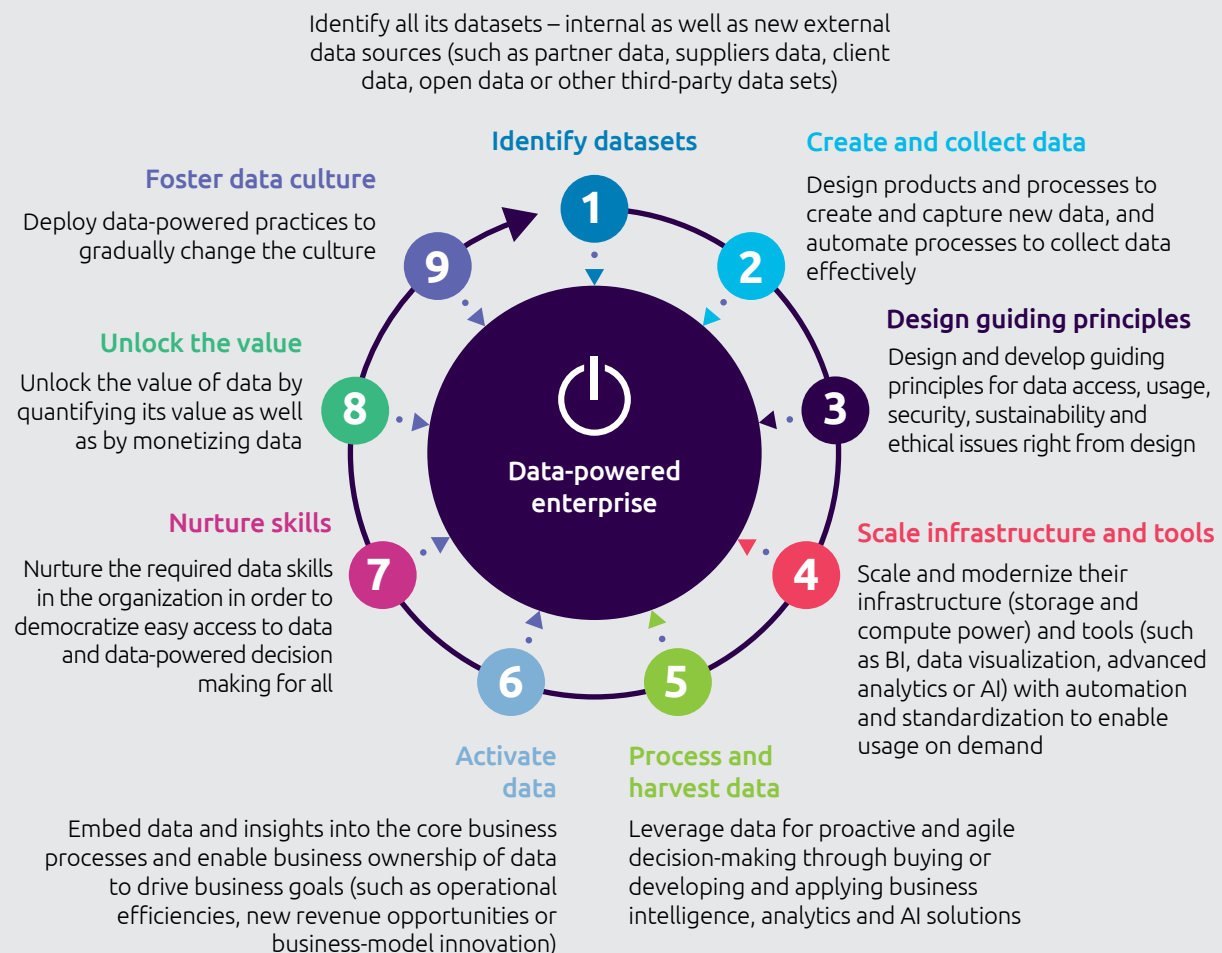 Identify all its datasets – internal as well as new external
data sources (such as partner data, suppliers data, client
data, open data or other third-party data sets)
Identify datasets
1
Create and collect data
Design products and processes to
create and capture new data, and
automate processes to collect data
effectively
2
Design guiding principles
Design and develop guiding
principles for data access, usage,
security, sustainability and
ethical issues right from design
3
Scale infrastructure and tools
Scale and modernize their
infrastructure (storage and
compute power) and tools (such
as BI, data visualization, advanced
analytics or AI) with automation
and standardization to enable
usage on demand
4
Process and
harvest data
Leverage data for proactive and agile
decision-making through buying or
developing and applying business
intelligence, analytics and AI solutions
5
Activate
data
Embed data and insights into the core business
processes and enable business ownership of data
to drive business goals (such as operational
efficiencies, new revenue opportunities or
business-model innovation)
6
Nurture skills
Nurture the required data skills
in the organization in order to
democratize easy access to data
and data-powered decision
making for all
7
Unlock the value
Unlock the value of data by
quantifying its value as well
as by monetizing data
8
Foster data culture
Deploy data-powered practices to
gradually change the culture
9
Data-powered
enterprise